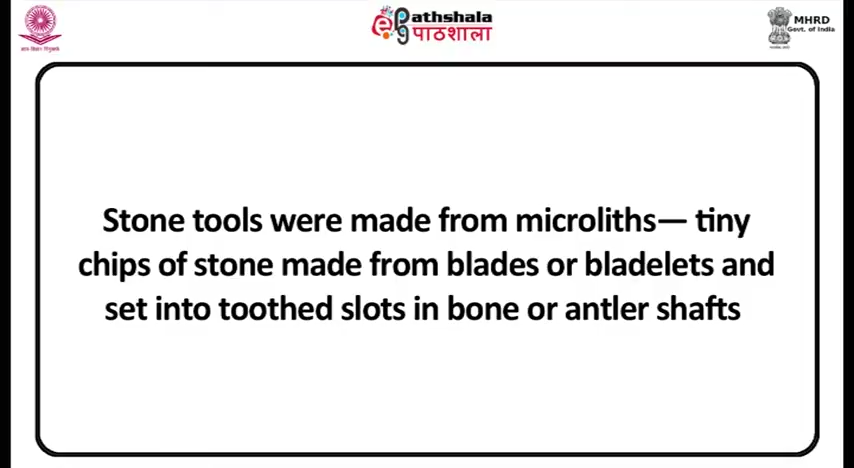 ePathshala
पाठशाला
MHRD
Govt. of India
Stone tools were made from microliths— tiny
chips of stone made from blades or bladelets and
set into toothed slots in bone or antler shafts